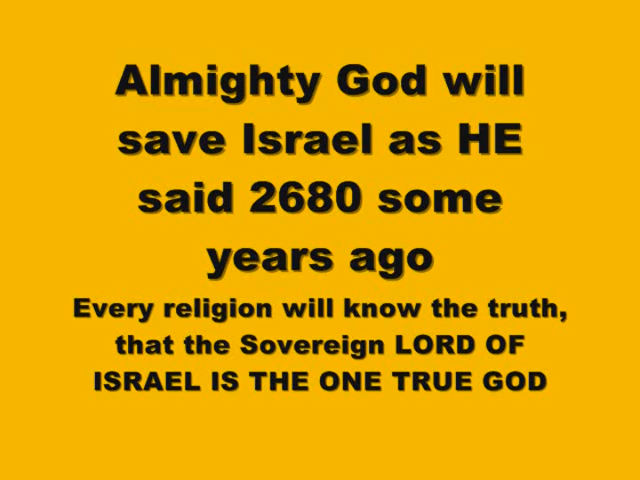 Almighty God will
save Israel as HE
said 2680 some
years ago
Every religion will know the truth,
that the Sovereign LORD OF
ISRAEL IS THE ONE TRUE GOD